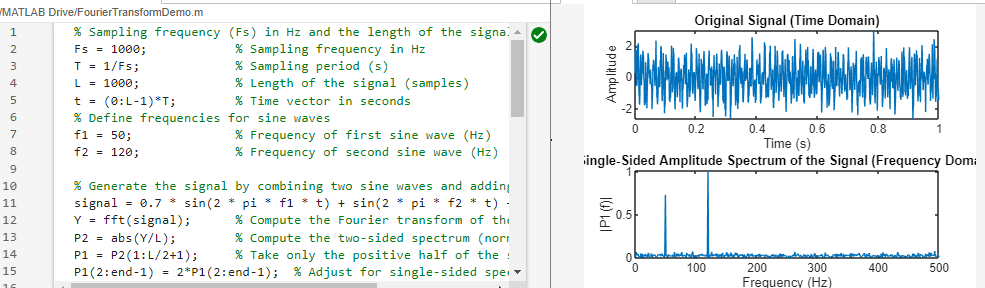 /MATLAB Drive/FourierTransformDemo.m
1 % Sampling frequency (Fs) in Hz and the length of the signal
2 Fs = 1000; % Sampling frequency in Hz
3 T = 1/Fs; % Sampling period (s)
4 L = 1000; % Length of the signal (samples)
5 t = (0:L-1)*T; % Time vector in seconds
6 % Define frequencies for sine waves
7 f1 = 50; % Frequency of first sine wave (Hz)
8 f2 = 120; % Frequency of second sine wave (Hz)
9
10 % Generate the signal by combining two sine waves and adding
11 signal = 0.7 * sin(2 * pi * f1 * t) + sin(2 * pi * f2 * t)
12 Y = fft(signal); % Compute the Fourier transform of the
13 P2 = abs(Y/L); % Compute the two-sided spectrum (norm
14 P1 = P2(1:L/2+1); % Take only the positive half of the s
15 P1(2:end-1) = 2*P1(2:end-1); % Adjust for single-sided spec
16
Original Signal (Time Domain)
Amplitude
2
0
-2
0 0.2 0.4 0.6 0.8 1
Time (s)
Single-Sided Amplitude Spectrum of the Signal (Frequency Doma
|P1(f)|
1
0.5
0
0 100 200 300 400 500
Frequency (Hz)